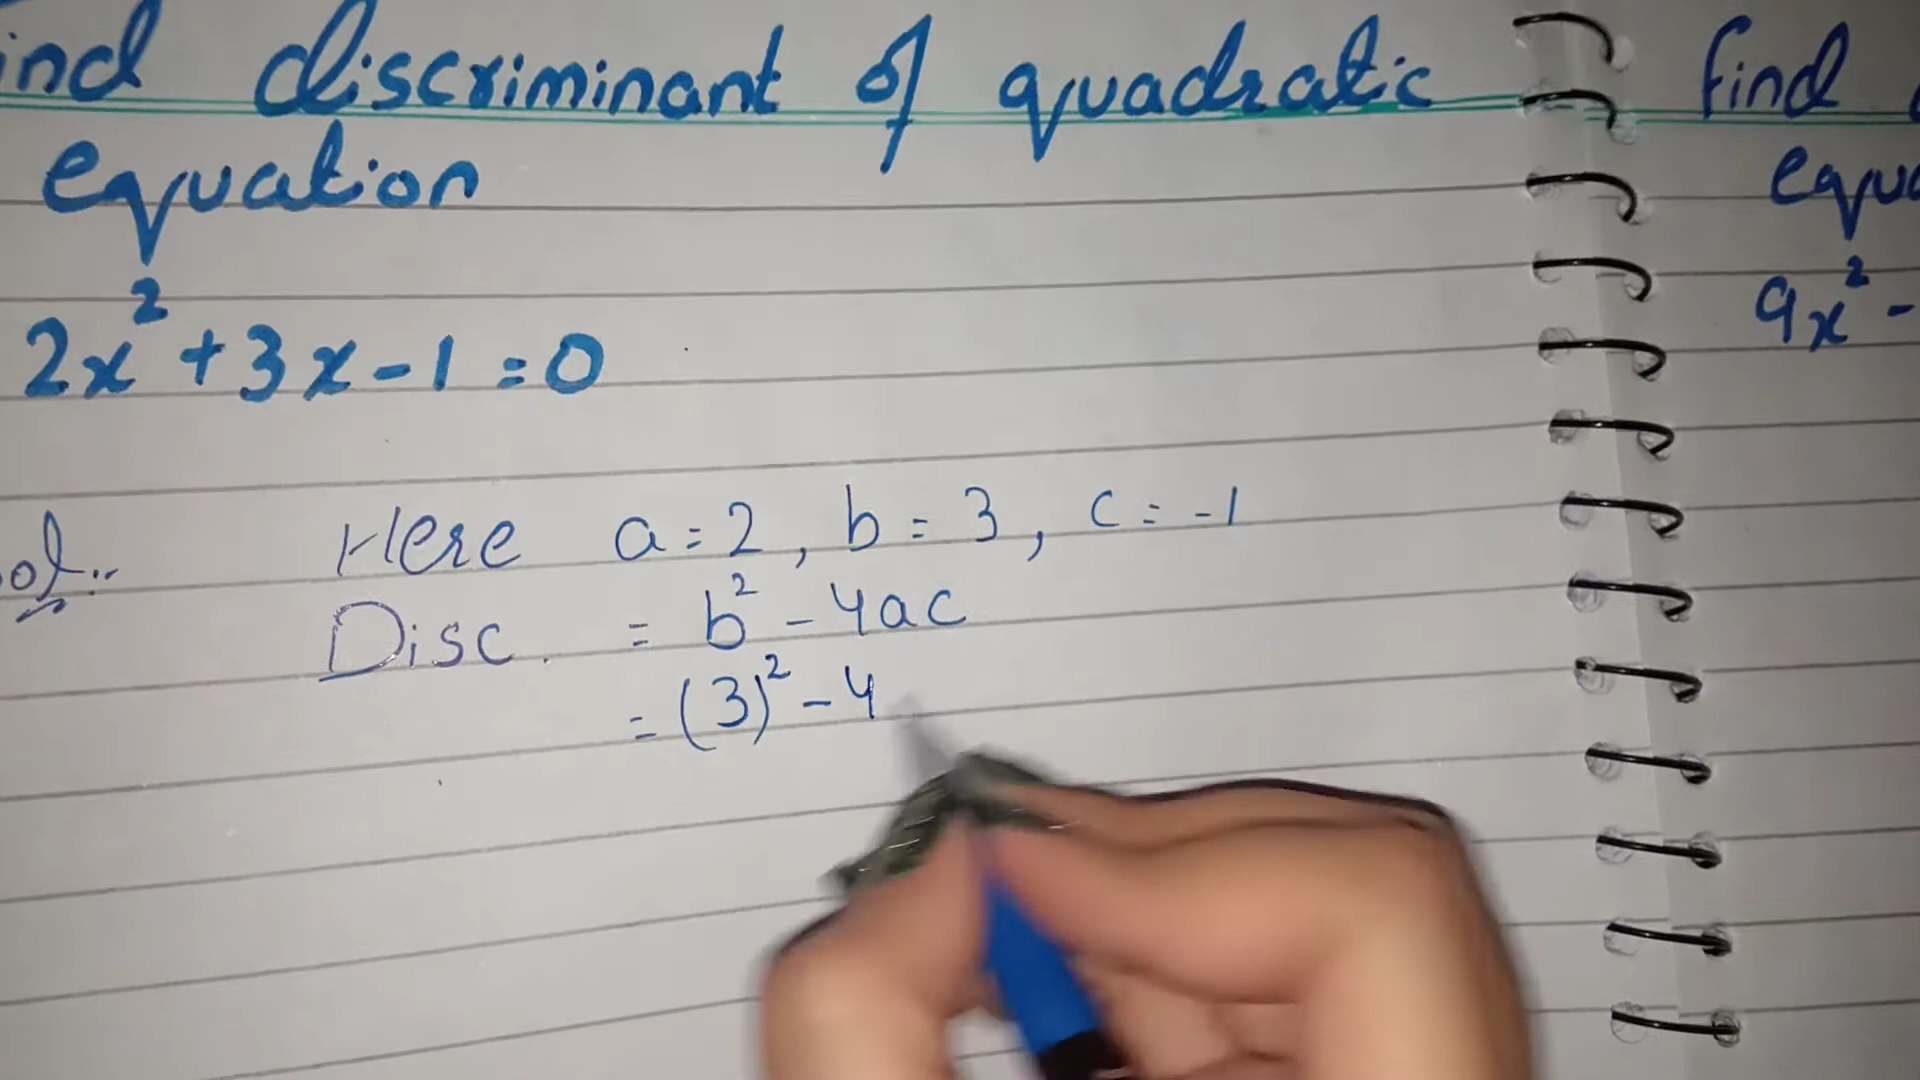 ind discriminant of quadratic
equation
2x² + 3x - 1 = 0
ol:.
Here a = 2, b = 3, c = -1
Disc. = b² - 4ac
= (3)² - 4
find
equa
9x² -